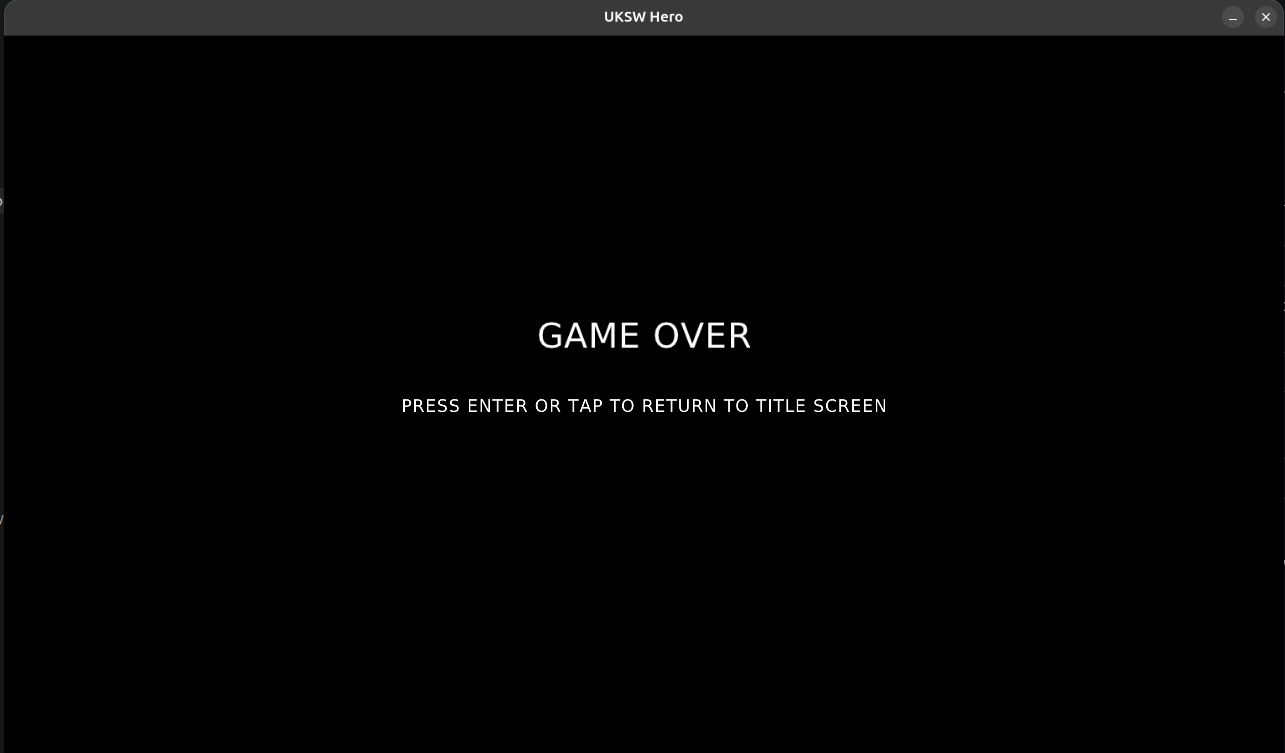 UKSW Hero
GAME OVER
PRESS ENTER OR TAP TO RETURN TO TITLE SCREEN